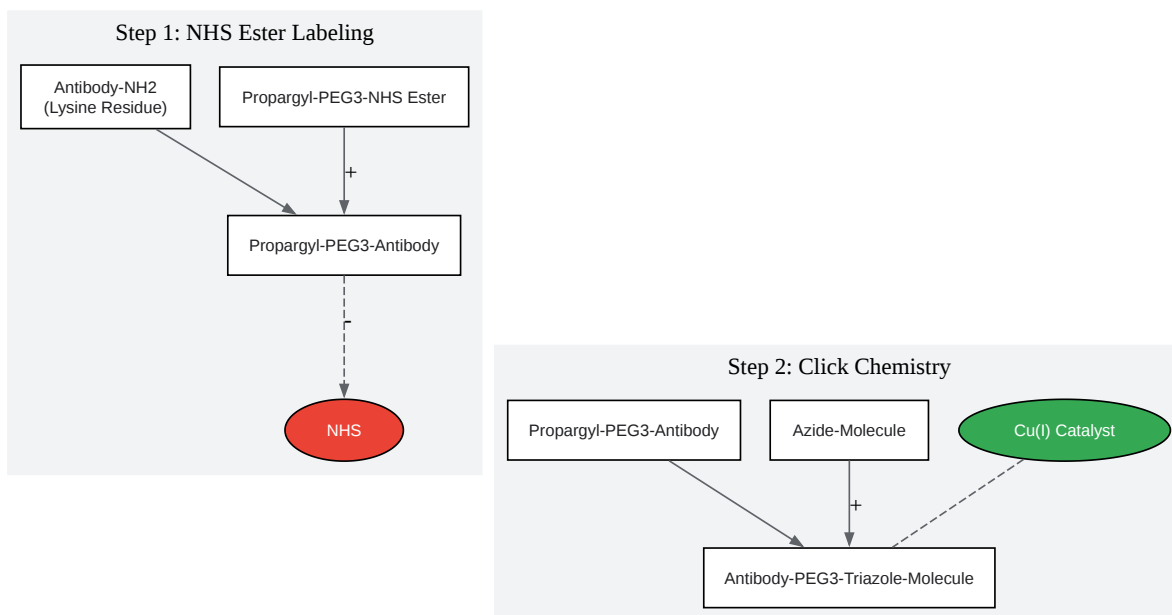 Step 1: NHS Ester Labeling
Antibody-NH2
(Lysine Residue)
Propargyl-PEG3-NHS Ester
+
Propargyl-PEG3-Antibody
-
NHS
Step 2: Click Chemistry
Propargyl-PEG3-Antibody
Azide-Molecule
Cu(I) Catalyst
+
Antibody-PEG3-Triazole-Molecule